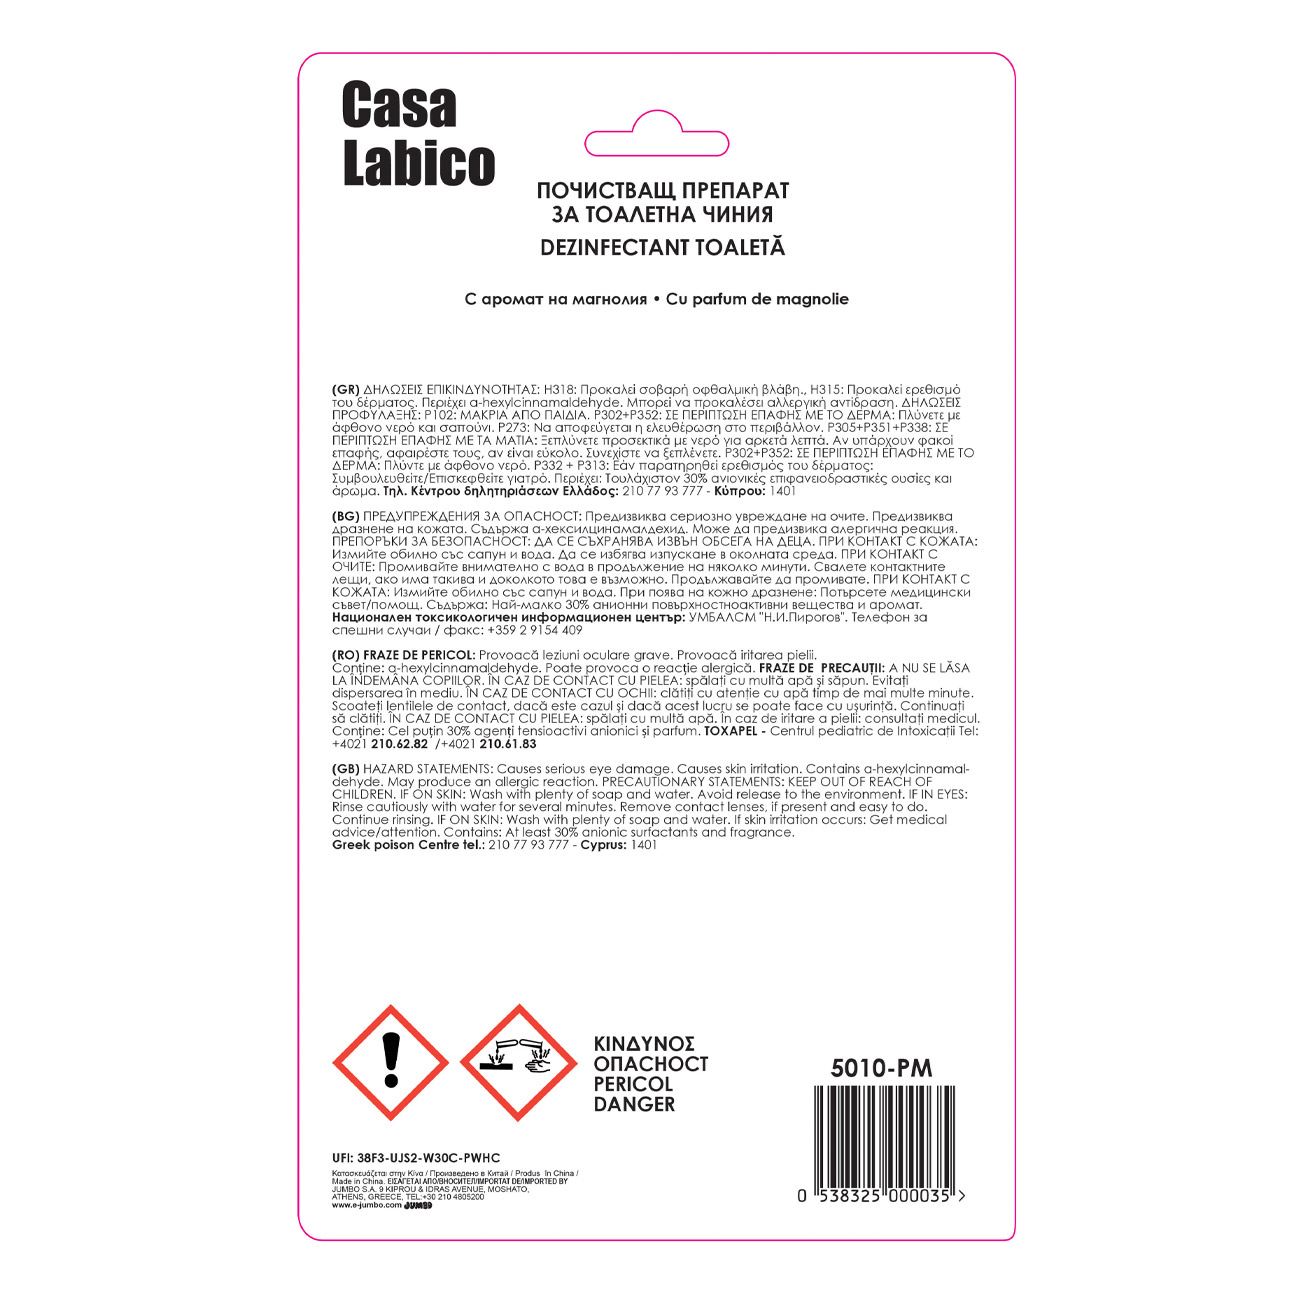 Casa
Labico
ПОЧИСТВАЩ ПРЕПАРАТ
ЗА ТОАЛЕТНА ЧИНИЯ
DEZINFECTANT TOALETĂ
С аромат на магнолия • Cu parfum de magnolie
(GR) ΔΗΛΩΣΕΙΣ ΕΠΙΚΙΝΔΥΝΟΤΗΤΑΣ: H318: Προκαλεί σοβαρή οφθαλμική βλάβη., H315: Προκαλεί ερεθισμό
του δέρματος. Περιέχει a-hexylcinnamaldehyde. Μπορεί να προκαλέσει αλλεργική αντίδραση. ΔΗΛΩΣΕΙΣ
ΠΡΟΦΥΛΑΞΗΣ: P102: ΜΑΚΡΙΑ ΑΠΟ ΠΑΙΔΙΑ. P302+P352: ΣΕ ΠΕΡΙΠΤΩΣΗ ΕΠΑΦΗΣ ΜΕ ΤΟ ΔΕΡΜΑ: Πλύνετε με
άφθονο νερό και σαπούνι. P273: Να αποφεύγεται η ελευθέρωση στο περιβάλλον. P305+P351+P338: ΣΕ
ΠΕΡΙΠΤΩΣΗ ΕΠΑΦΗΣ ΜΕ ΤΑ ΜΑΤΙΑ: Ξεπλύνετε προσεκτικά με νερό για αρκετά λεπτά. Αν υπάρχουν φακοί
επαφής, αφαιρέστε τους, αν είναι εύκολο. Συνεχίστε να ξεπλένετε. P302+P352: ΣΕ ΠΕΡΙΠΤΩΣΗ ΕΠΑΦΗΣ ΜΕ ΤΟ
ΔΕΡΜΑ: Πλύντε με άφθονο νερό. P332 + P313: Εάν παρατηρηθεί ερεθισμός του δέρματος:
Συμβουλευθείτε/Επισκεφθείτε γιατρό. Περιέχει: Τουλάχιστον 30% ανιονικές επιφανειοδραστικές ουσίες και
άρωμα. Τηλ. Κέντρου δηλητηριάσεων Ελλάδος: 210 77 93 777 - Κύπρου: 1401
(BG) ПРЕДУПРЕЖДЕНИЯ ЗА ОПАСНОСТ: Предизвиква сериозно увреждане на очите. Предизвиква
дразнене на кожата. Съдържа α-хексилцинамалдехид. Може да предизвика алергична реакция.
ПРЕПОРЪКИ ЗА БЕЗОПАСНОСТ: ДА СЕ СЪХРАНЯВА ИЗВЪН ОБСЕГА НА ДЕЦА. ПРИ КОНТАКТ С КОЖАТА:
Измийте обилно със сапун и вода. Да се избягва изпускане в околната среда. ПРИ КОНТАКТ С
ОЧИТЕ: Промивайте внимателно с вода в продължение на няколко минути. Свалете контактните
лещи, ако има такива и доколкото това е възможно. Продължавайте да промивате. ПРИ КОНТАКТ С
КОЖАТА: Измийте обилно със сапун и вода. При поява на кожно дразнене: Потърсете медицински
съвет/помощ. Съдържа: Най-малко 30% анионни повърхностноактивни вещества и аромат.
Национален токсикологичен информационен център: УМБАЛСМ "Н.И.Пирогов". Телефон за
спешни случаи / факс: +359 2 9154 409
(RO) FRAZE DE PERICOL: Provoacă leziuni oculare grave. Provoacă iritarea pielii.
Conține: α-hexylcinnamaldehyde. Poate provoca o reacție alergică. FRAZE DE PRECAUȚII: A NU SE LĂSA
LA ÎNDEMÂNA COPIILOR. ÎN CAZ DE CONTACT CU PIELEA: spălați cu multă apă și săpun. Evitați
dispersarea în mediu. ÎN CAZ DE CONTACT CU OCHII: clătiți cu atenție cu apă timp de mai multe minute.
Scoateți lentilele de contact, dacă este cazul și dacă acest lucru se poate face cu ușurință. Continuați
să clătiți. ÎN CAZ DE CONTACT CU PIELEA: spălați cu multă apă. În caz de iritare a pielii: consultați medicul.
Conține: Cel puțin 30% agenți tensioactivi anionici și parfum. TOXAPEL - Centrul pediatric de Intoxicații Tel:
+4021 210.62.82 /+4021 210.61.83
(GB) HAZARD STATEMENTS: Causes serious eye damage. Causes skin irritation. Contains a-hexylcinnamal-
dehyde. May produce an allergic reaction. PRECAUTIONARY STATEMENTS: KEEP OUT OF REACH OF
CHILDREN. IF ON SKIN: Wash with plenty of soap and water. Avoid release to the environment. IF IN EYES:
Rinse cautiously with water for several minutes. Remove contact lenses, if present and easy to do.
Continue rinsing. IF ON SKIN: Wash with plenty of soap and water. If skin irritation occurs: Get medical
advice/attention. Contains: At least 30% anionic surfactants and fragrance.
Greek poison Centre tel.: 210 77 93 777 - Cyprus: 1401
ΚΙΝΔΥΝΟΣ
ОПАСНОСТ
PERICOL
DANGER
5010-PM
0 538325 000035 >
UFI: 38F3-UJS2-W30C-PWHC
Κατασκευάζεται στην Κίνα / Произведено в Китай / Produs în China /
Made in China. ΕΙΣΑΓΕΤΑΙ ΑΠΟ/ВНОСИТЕЛ/IMPORTAT DE/IMPORTED BY
JUMBO S.A. 9 KIPROU & IDRAS AVENUE, MOSHATO,
ATHENS, GREECE, TEL:+30 210 4805200
www.e-jumbo.com JUMBO